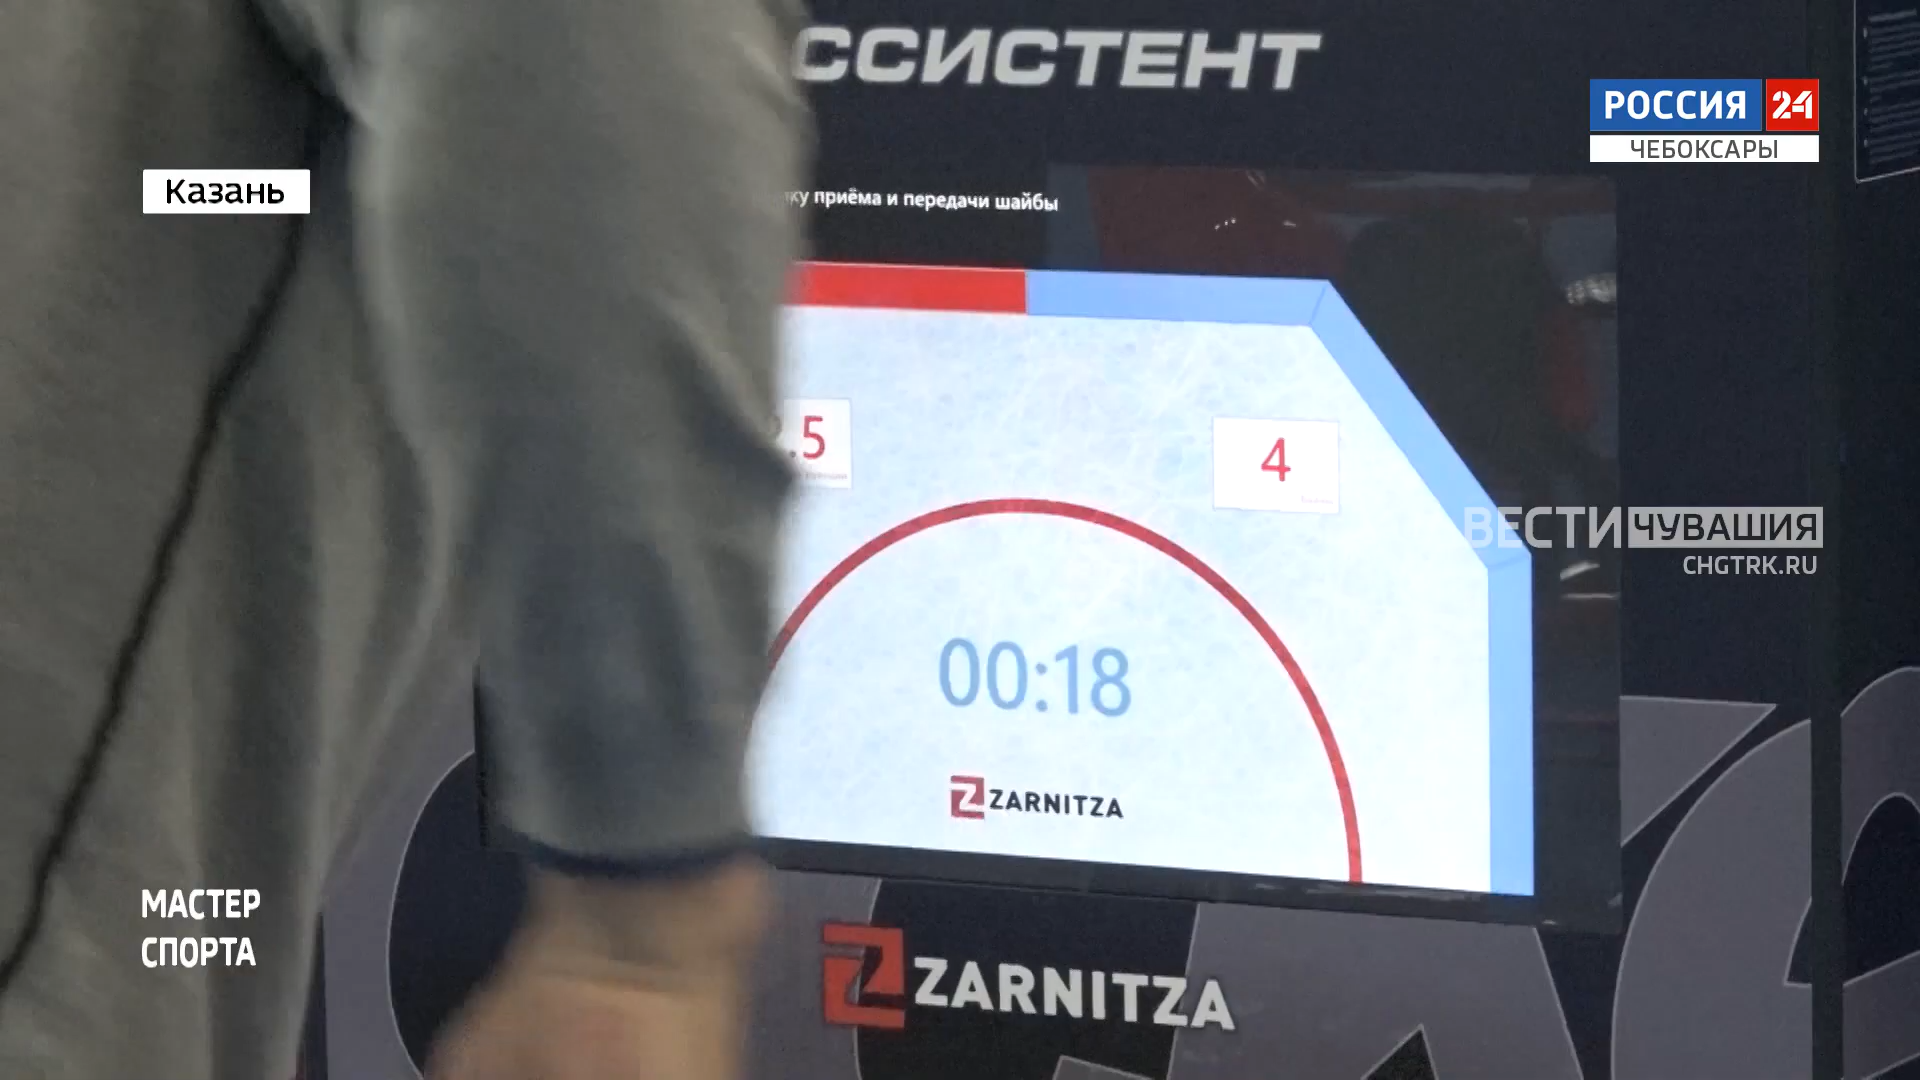 ССИСТЕНТ
РОССИЯ 24
ЧЕБОКСАРЫ
Казань
приёма и передачи шайбы
.5
4
ВЕСТИ ЧУВАШИЯ
CHGTRK.RU
00:18
ZARNITZA
МАСТЕР
СПОРТА
ZARNITZA